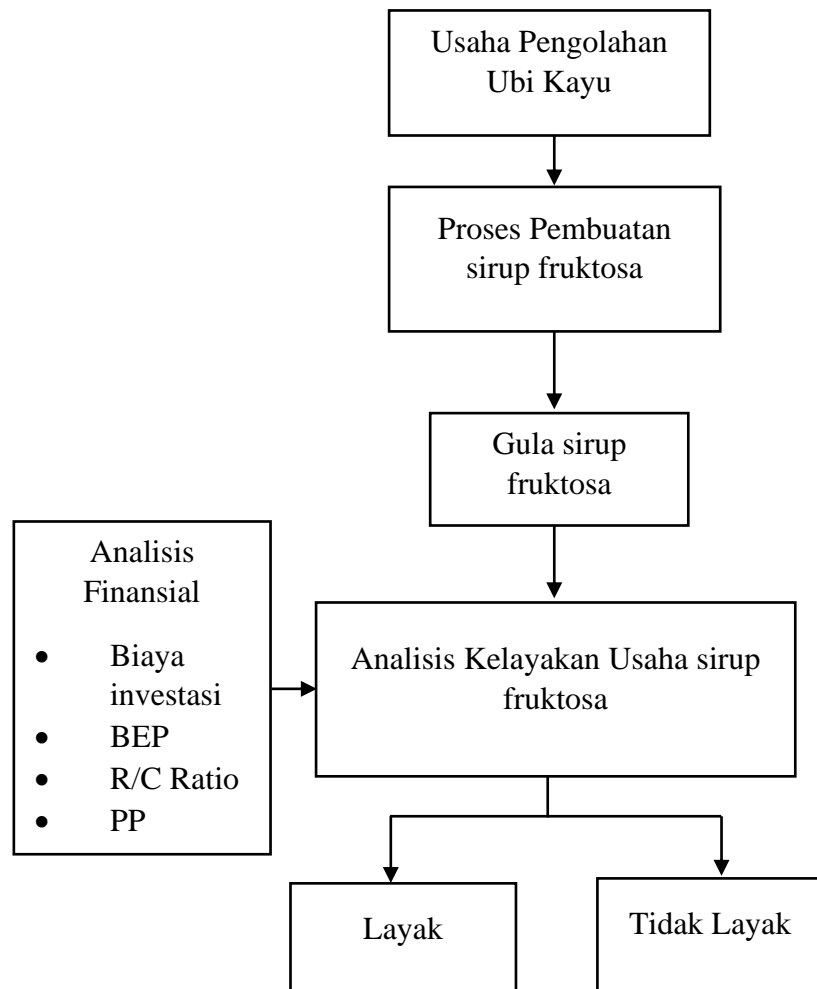 Usaha Pengolahan
Ubi Kayu
Proses Pembuatan
sirup fruktosa
Gula sirup
fruktosa
Analisis
Finansial
• Biaya
investasi
• BEP
• R/C Ratio
• PP
Analisis Kelayakan Usaha sirup
fruktosa
Layak
Tidak Layak